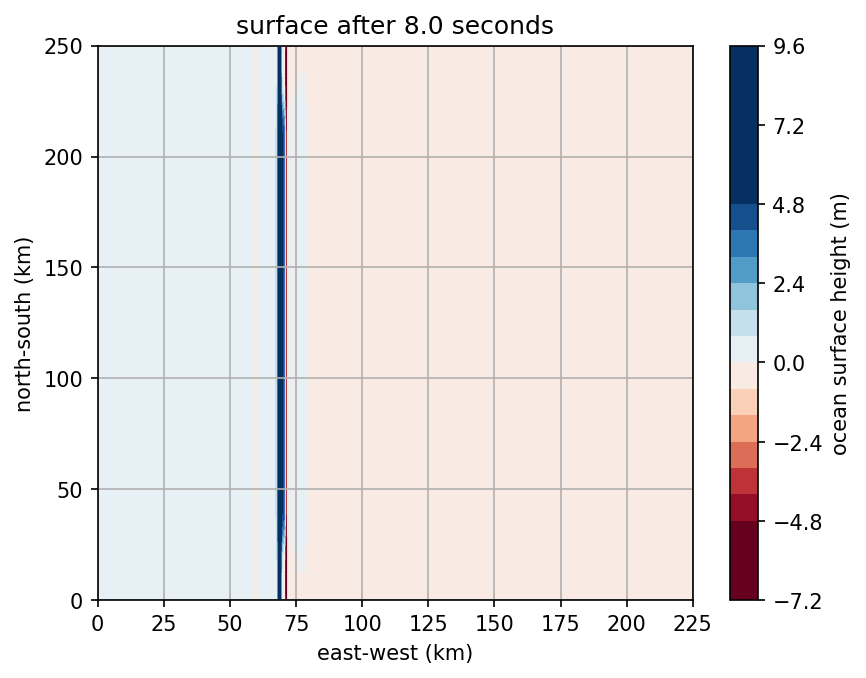 surface after 8.0 seconds
250
200
150
100
50
0
north-south (km)
0 25 50 75 100 125 150 175 200 225
east-west (km)
9.6
7.2
4.8
2.4
0.0
−2.4
−4.8
−7.2
ocean surface height (m)